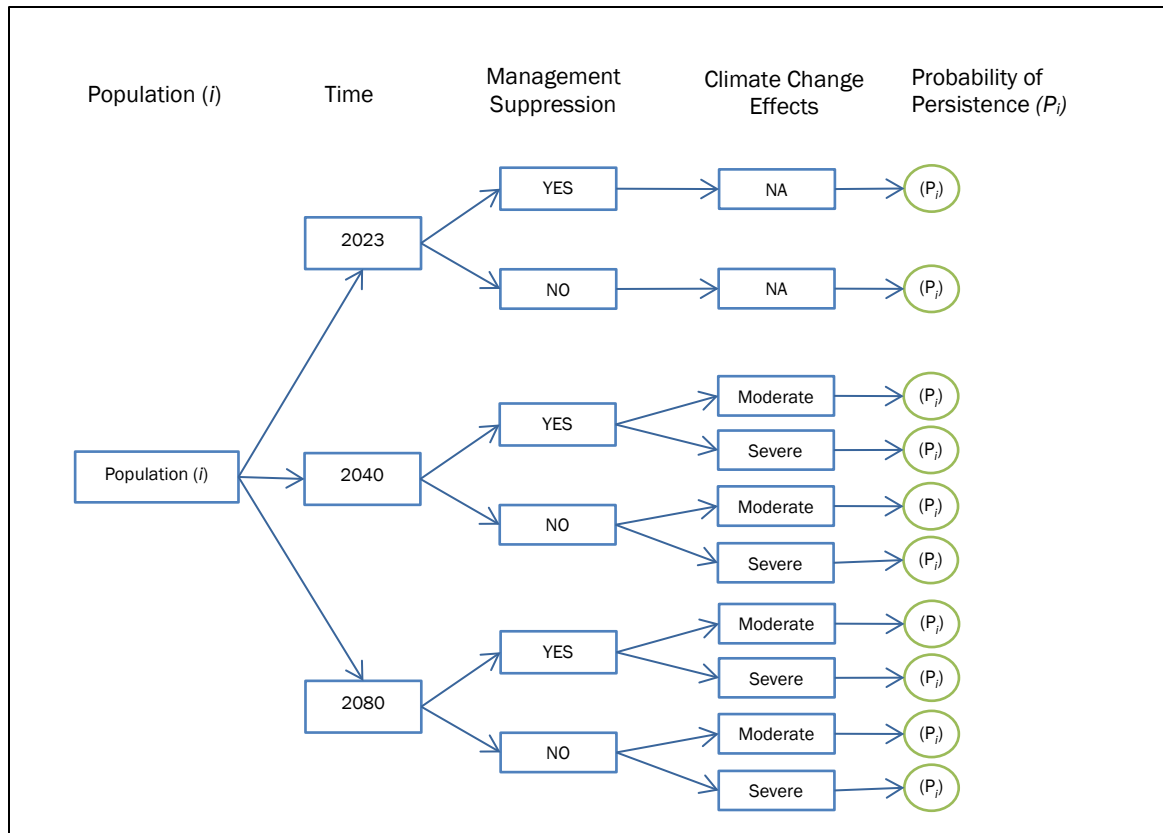 Population (i)
Time
Management
Suppression
Climate Change
Effects
Probability of
Persistence (Pi)
YES
NA
(Pi)
2023
NO
NA
(Pi)
Moderate
(Pi)
YES
Severe
(Pi)
Population (i)
2040
Moderate
(Pi)
NO
Severe
(Pi)
Moderate
(Pi)
YES
Severe
(Pi)
2080
Moderate
(Pi)
NO
Severe
(Pi)